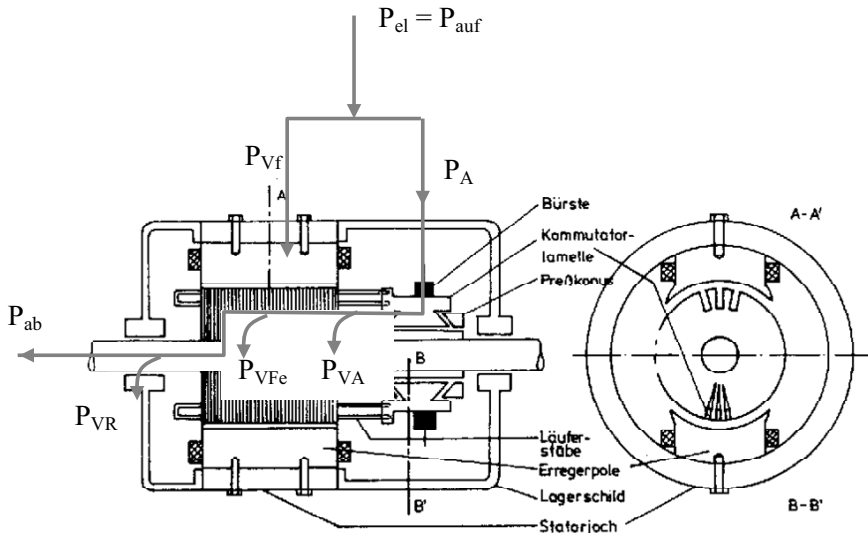 P_el = P_auf
P_Vf
P_A
A
Bürste
A-A'
Kommutator-
lamelle
Preßkonus
P_ab
P_VFe
P_VA
B
P_VR
Läufer-
stäbe
Erregerpole
Lagerschild
B'
B-B'
Statorjoch